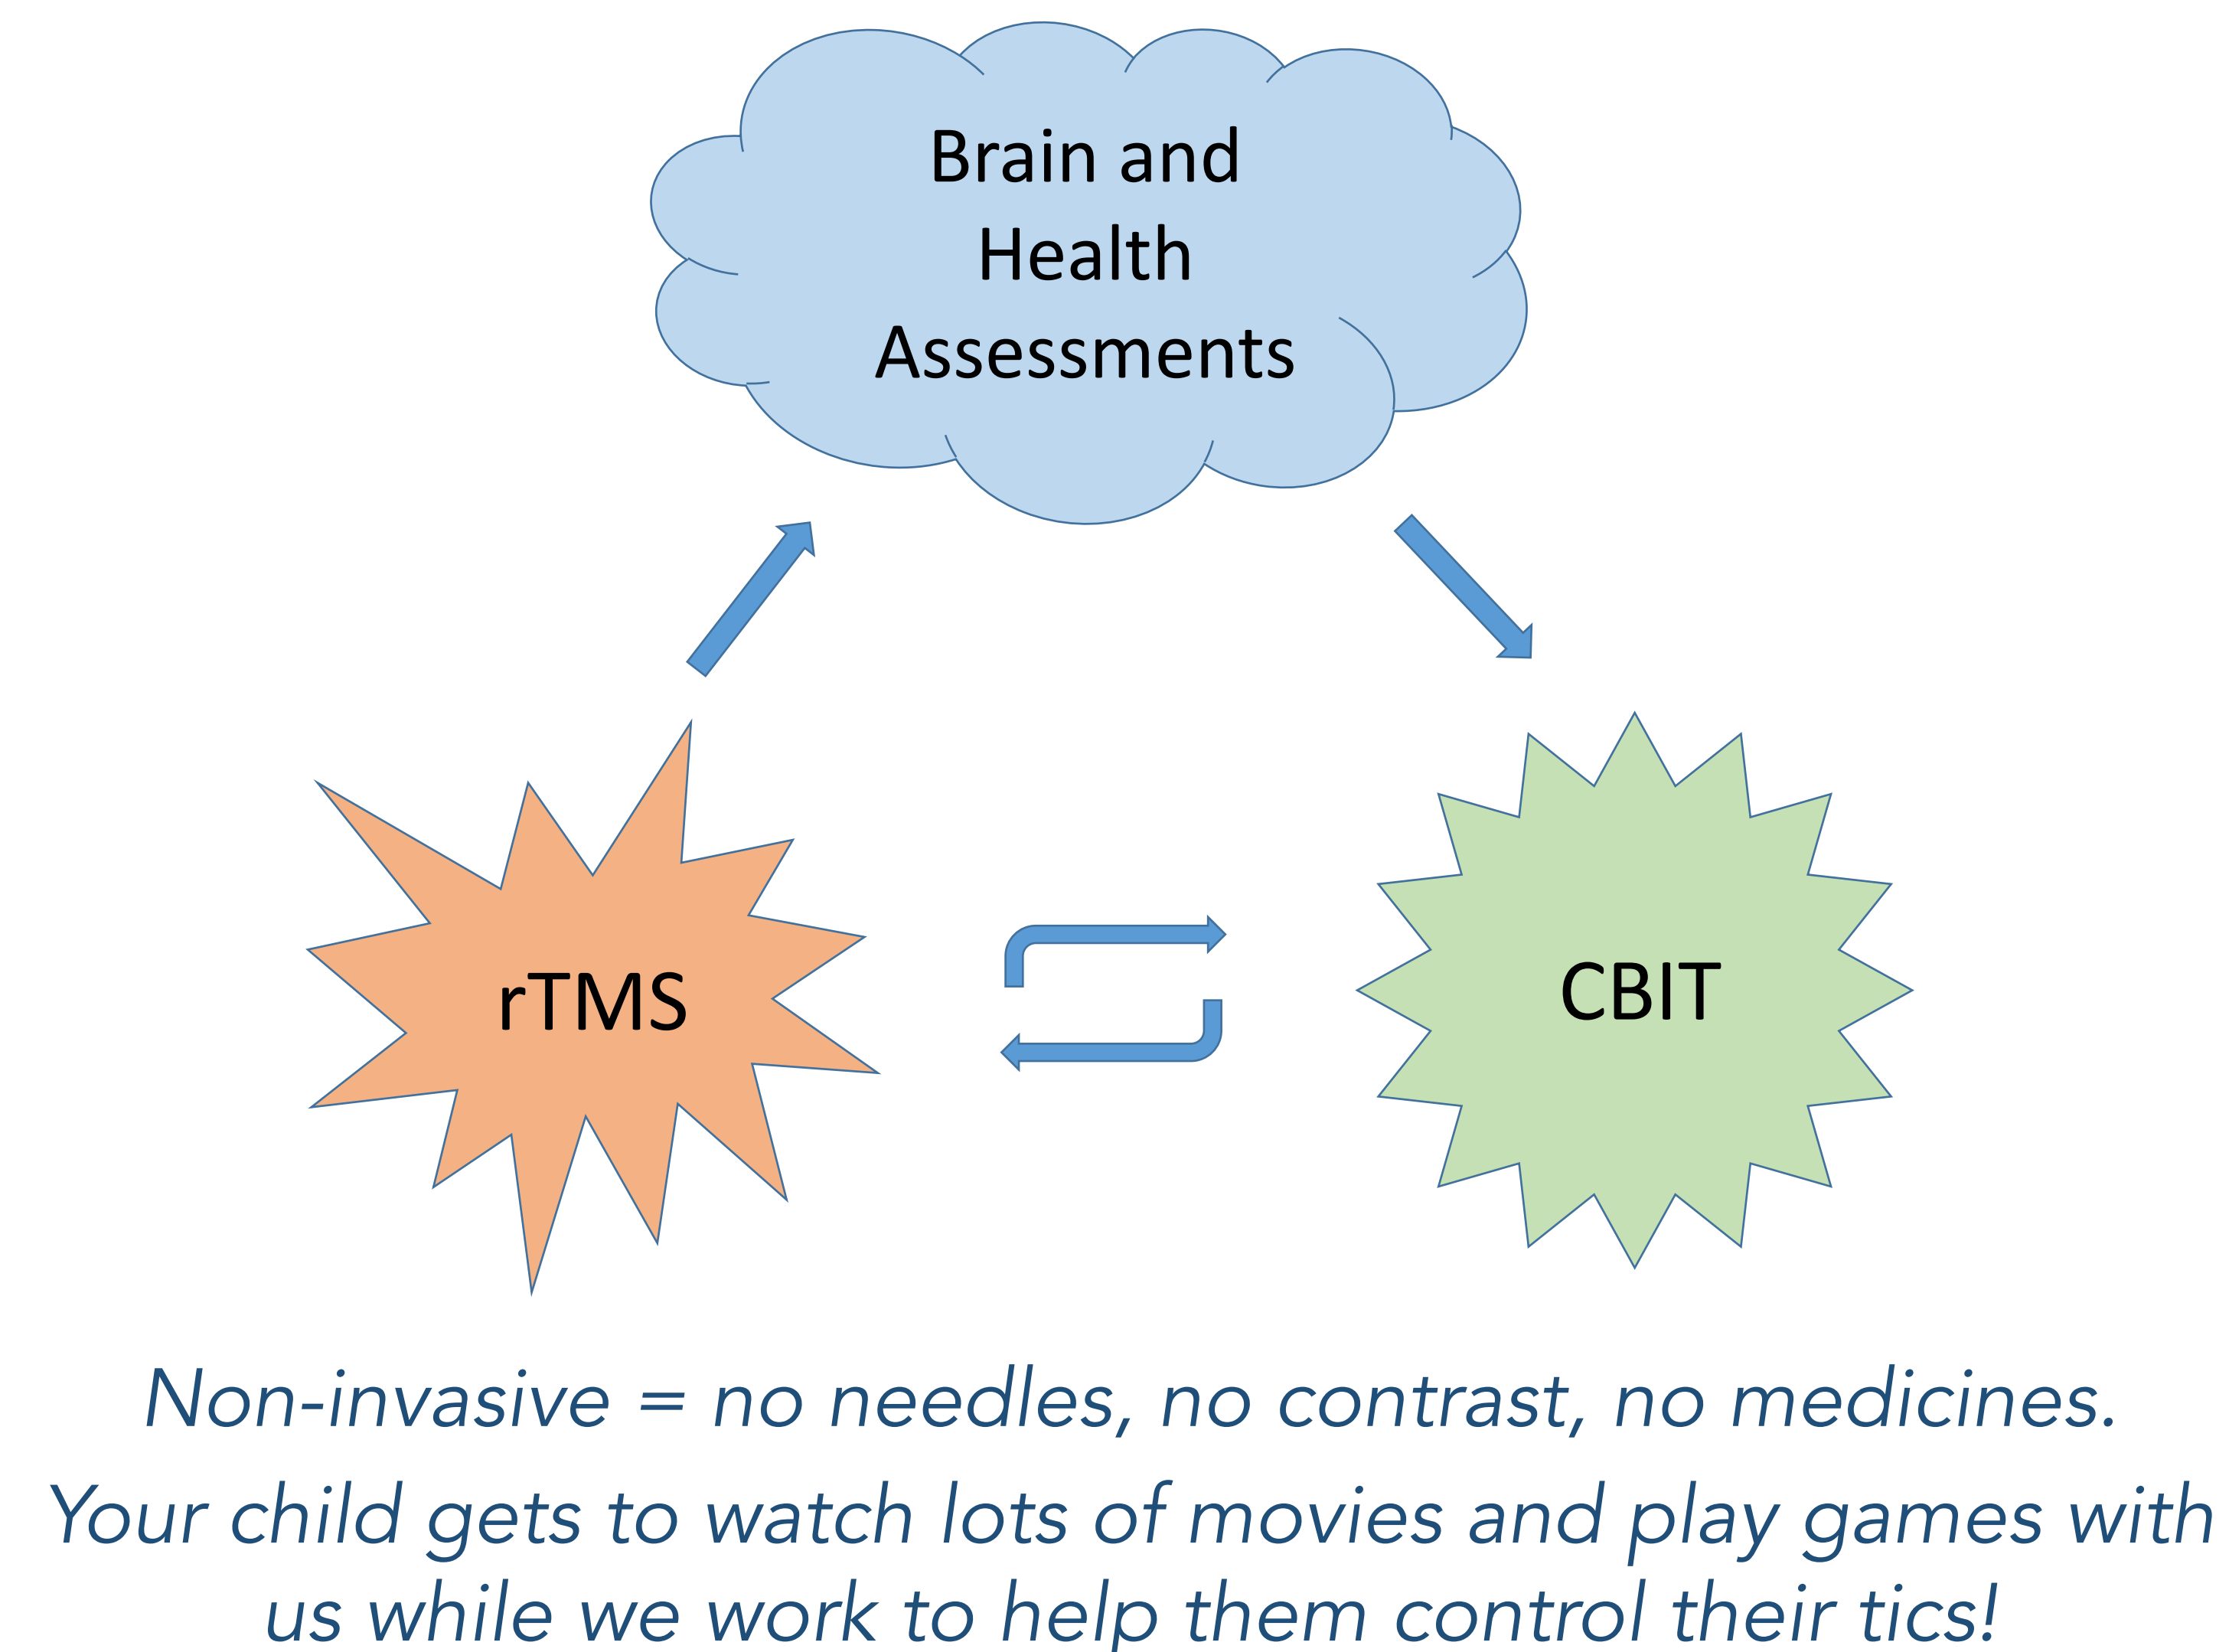 Brain and
Health
Assessments
rTMS
CBIT
Non-invasive = no needles, no contrast, no medicines.
Your child gets to watch lots of movies and play games with
us while we work to help them control their tics!